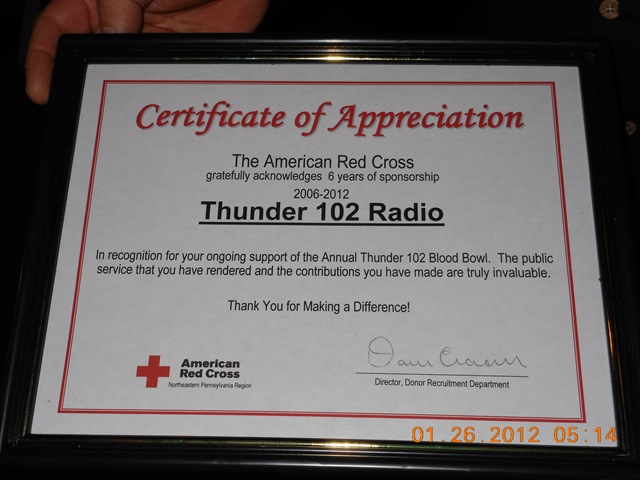 Certificate of Appreciation
The American Red Cross
gratefully acknowledges 6 years of sponsorship
2006-2012
Thunder 102 Radio
In recognition for your ongoing support of the Annual Thunder 102 Blood Bowl. The public
service that you have rendered and the contributions you have made are truly invaluable.
Thank You for Making a Difference!
American
Red Cross
Northeastern Pennsylvania Region
Director, Donor Recruitment Department
01.26.2012 05:14